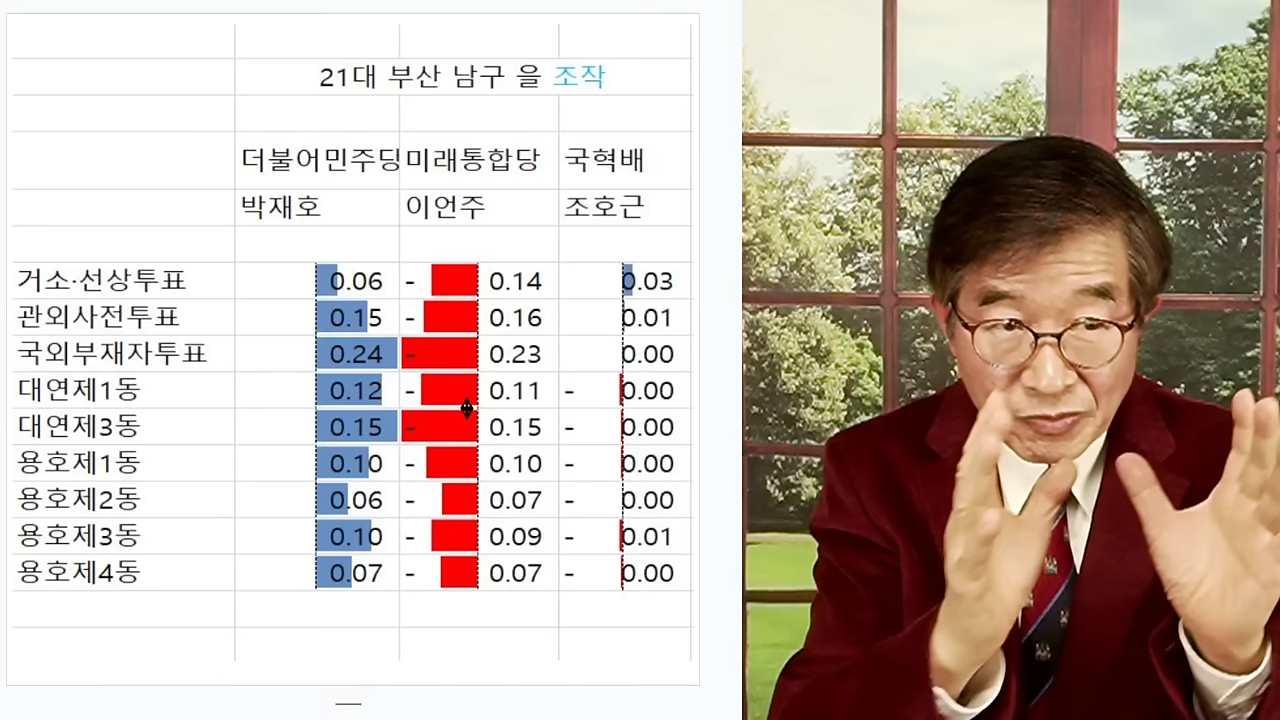 21대 부산 남구 을 조작
더불어민주당 미래통합당 국혁배
박재호 이언주 조호근
거소·선상투표 0.06 - 0.14 0.03
관외사전투표 0.15 - 0.16 0.01
국외부재자투표 0.24 - 0.23 0.00
대연제1동 0.12 - 0.11 - 0.00
대연제3동 0.15 - 0.15 - 0.00
용호제1동 0.10 - 0.10 - 0.00
용호제2동 0.06 - 0.07 - 0.00
용호제3동 0.10 - 0.09 - 0.01
용호제4동 0.07 - 0.07 - 0.00